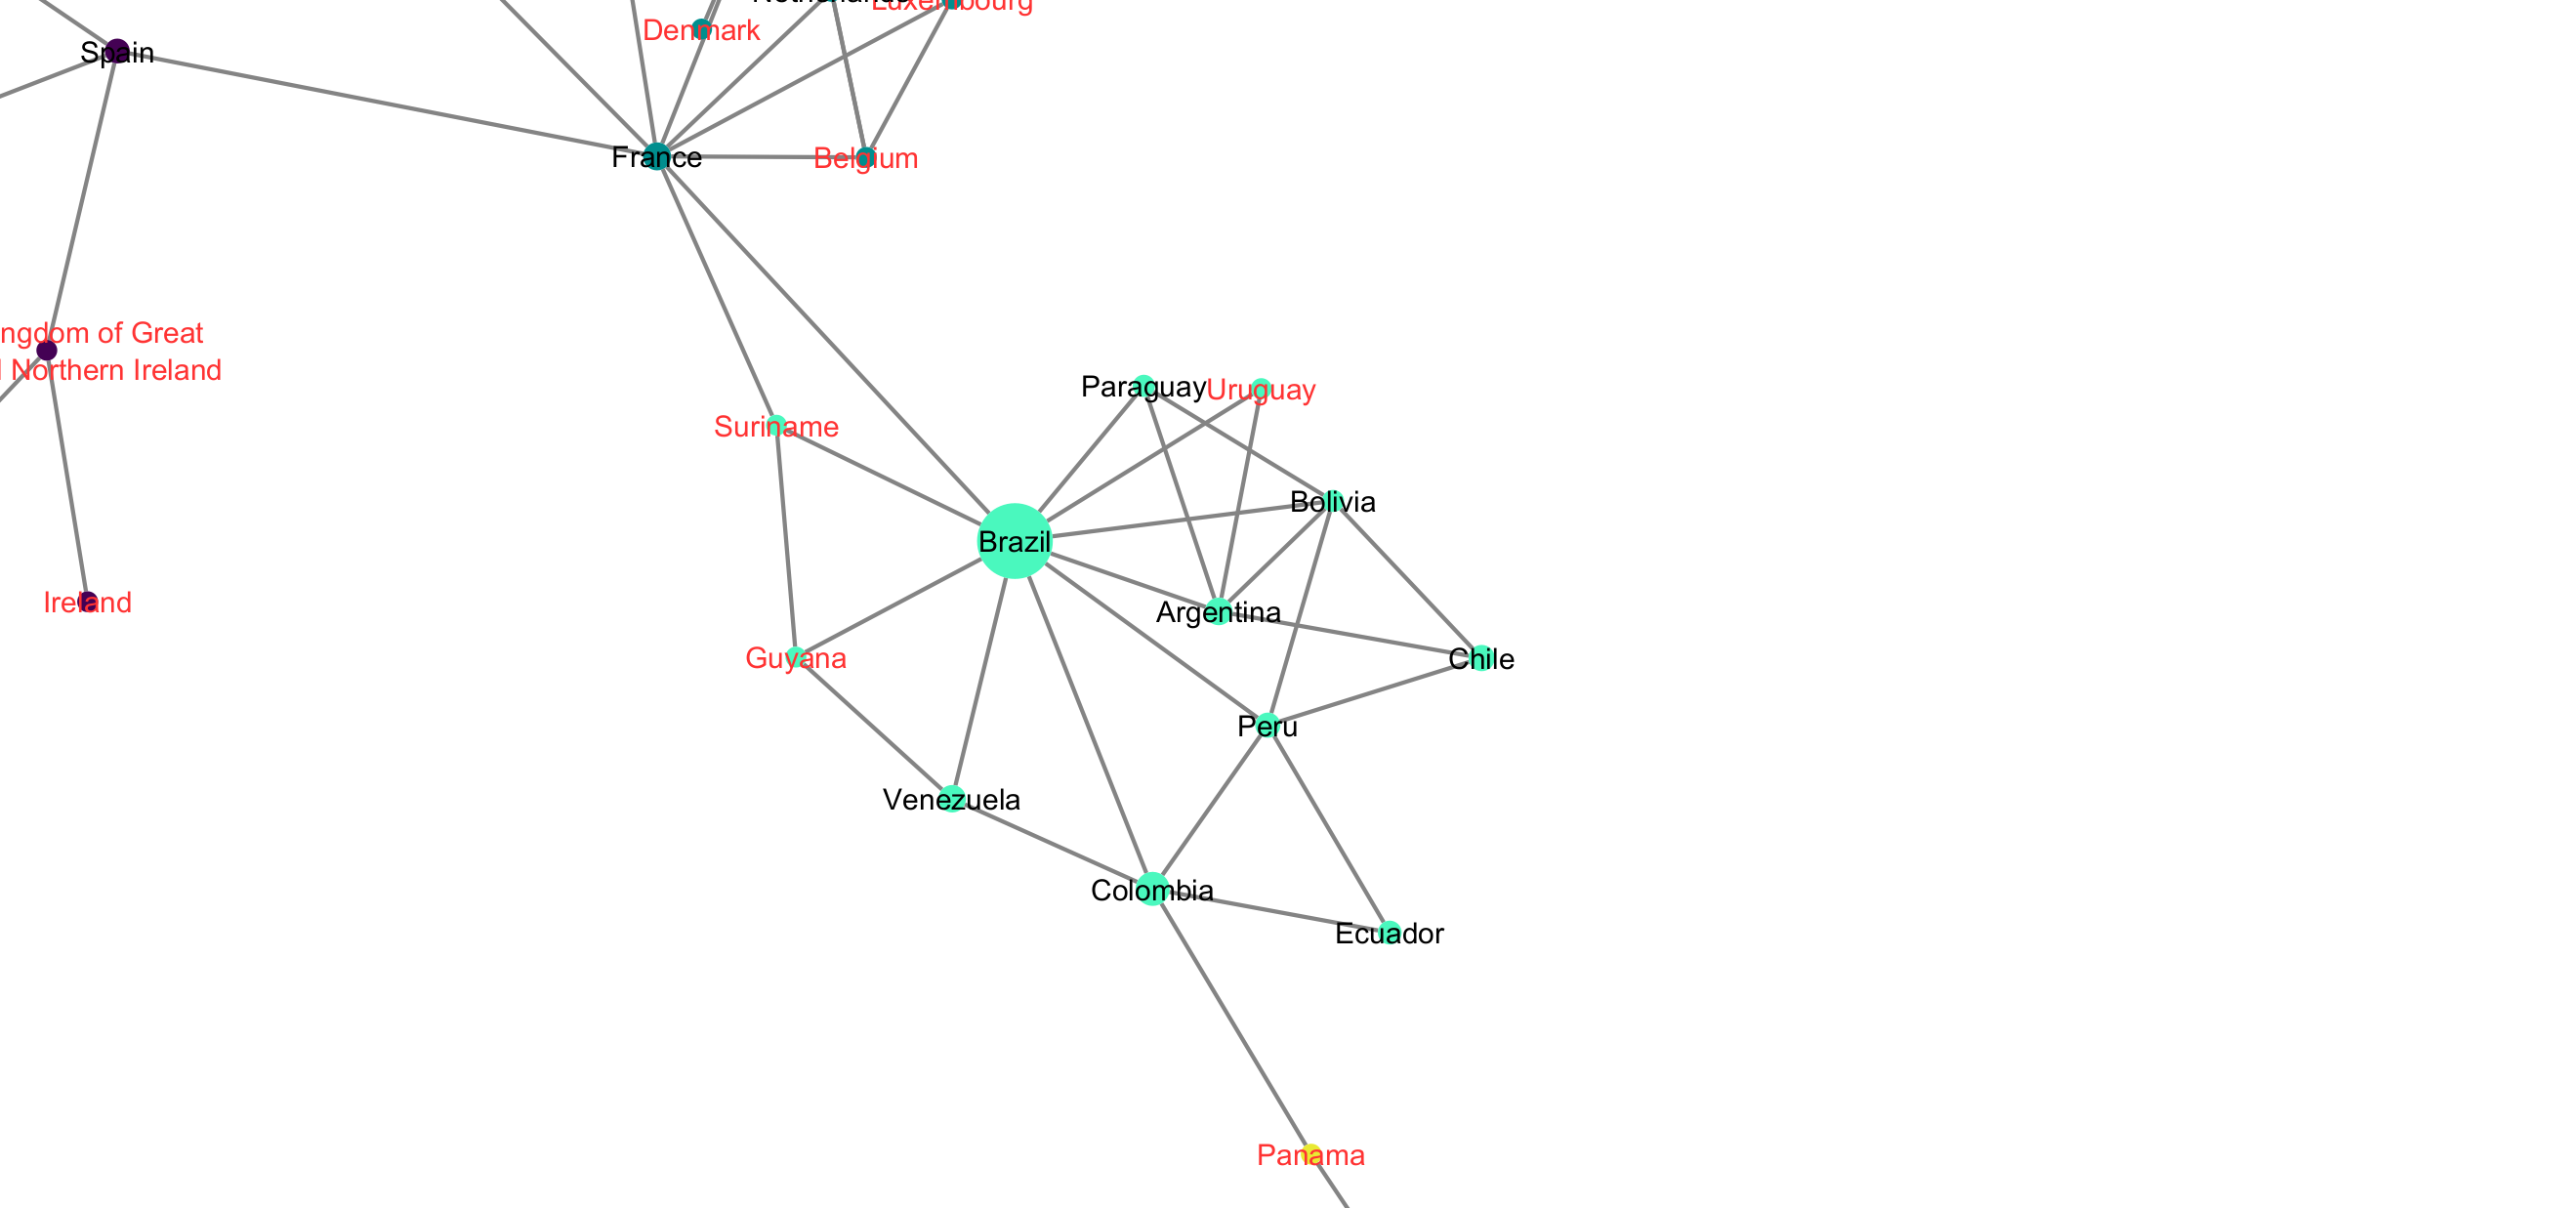 Netherlands
Luxembourg
Denmark
Spain
France
Belgium
ngdom of Great
Northern Ireland
Paraguay
Uruguay
Suriname
Bolivia
Brazil
Ireland
Argentina
Guyana
Chile
Peru
Venezuela
Colombia
Ecuador
Panama